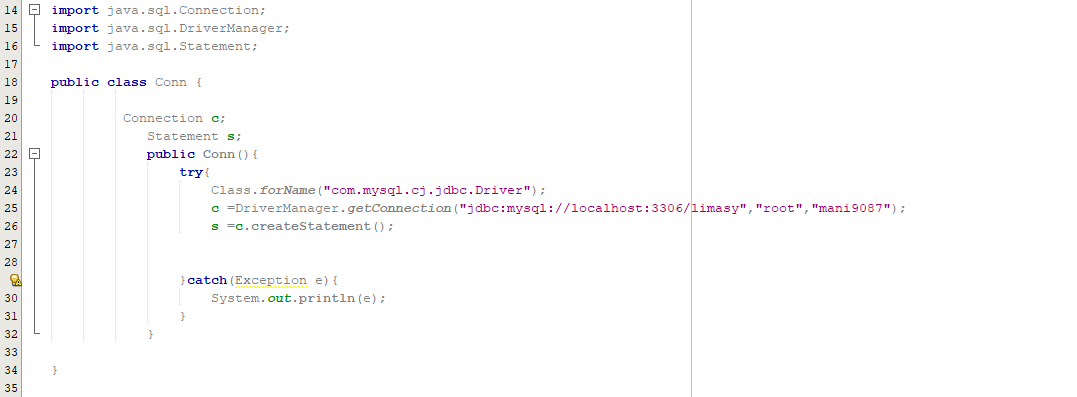 14 import java.sql.Connection;
15 import java.sql.DriverManager;
16 import java.sql.Statement;
17
18 public class Conn {
19
20 Connection c;
21 Statement s;
22 public Conn(){
23 try{
24 Class.forName("com.mysql.cj.jdbc.Driver");
25 c =DriverManager.getConnection("jdbc:mysql://localhost:3306/limasy","root","mani9087");
26 s =c.createStatement();
27
28
}catch(Exception e){
30 System.out.println(e);
31 }
32 }
33
34 }
35